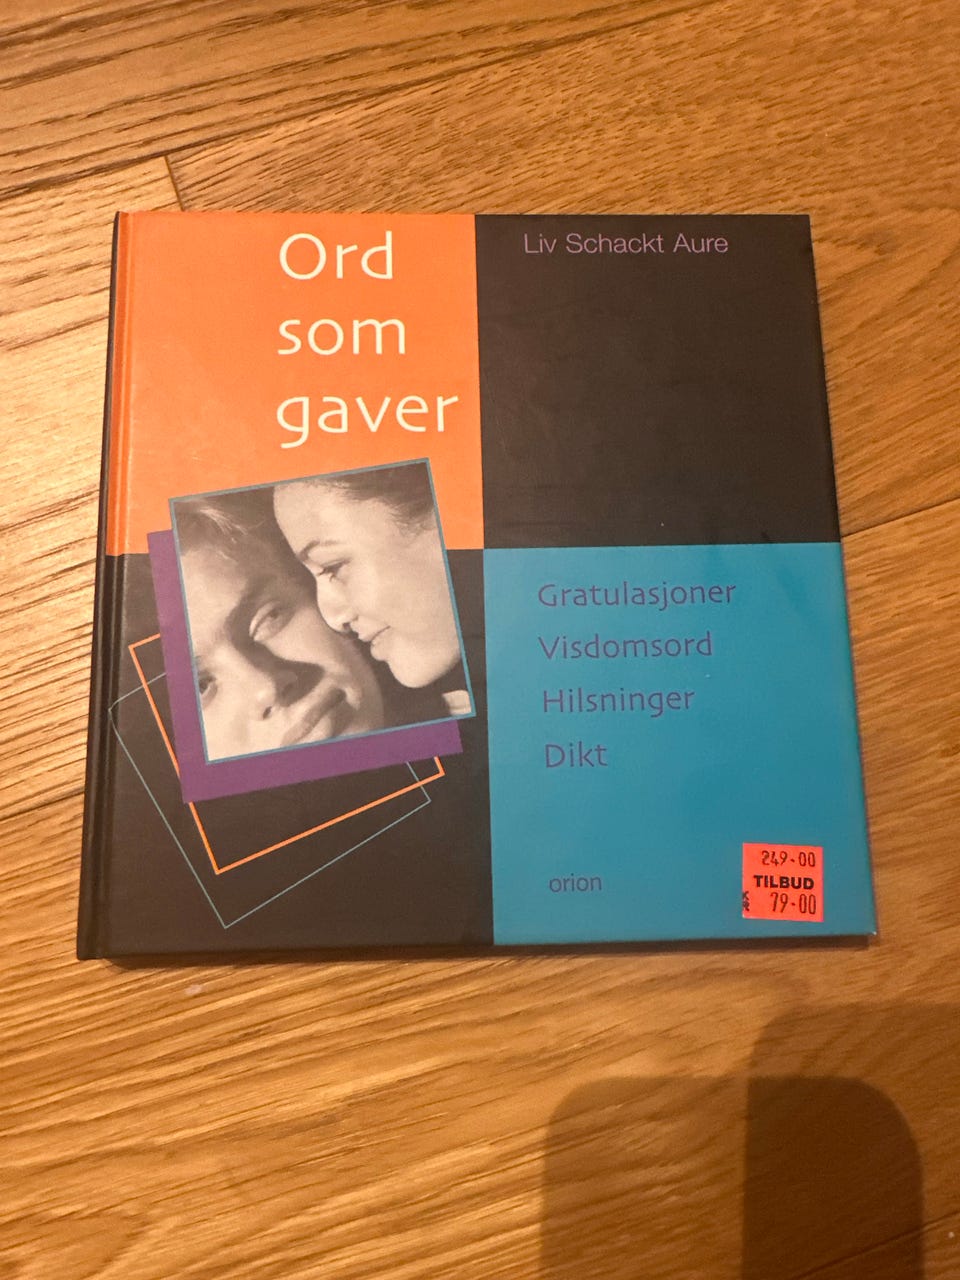 Ord
som
gaver
Liv Schackt Aure
Gratulasjoner
Visdomsord
Hilsninger
Dikt
orion
249-00
TILBUD
79-00